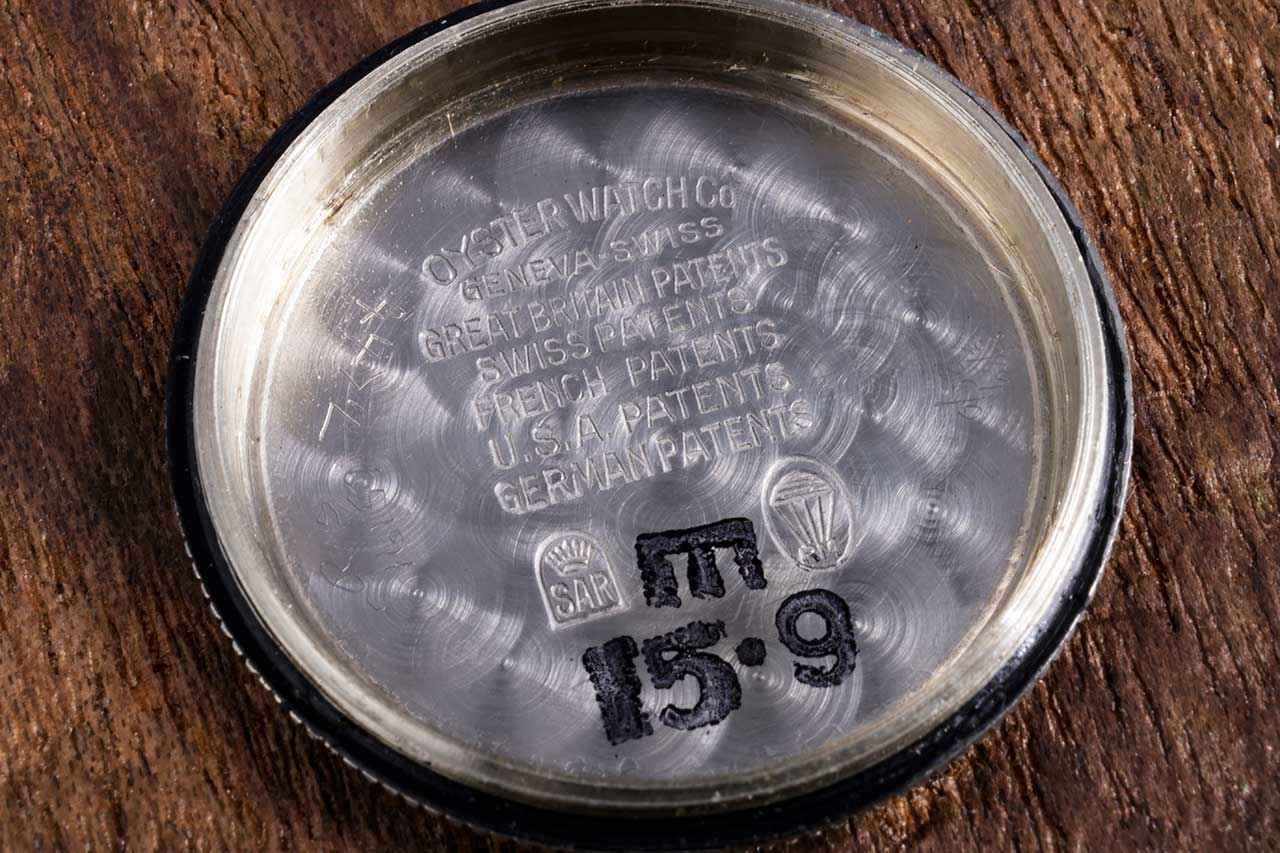 OYSTER WATCH Co
GENEVA-SWISS
GREAT BRITAIN PATENTS
SWISS PATENTS
FRENCH PATENTS
U.S.A. PATENTS
GERMAN PATENTS
SAR
15·9